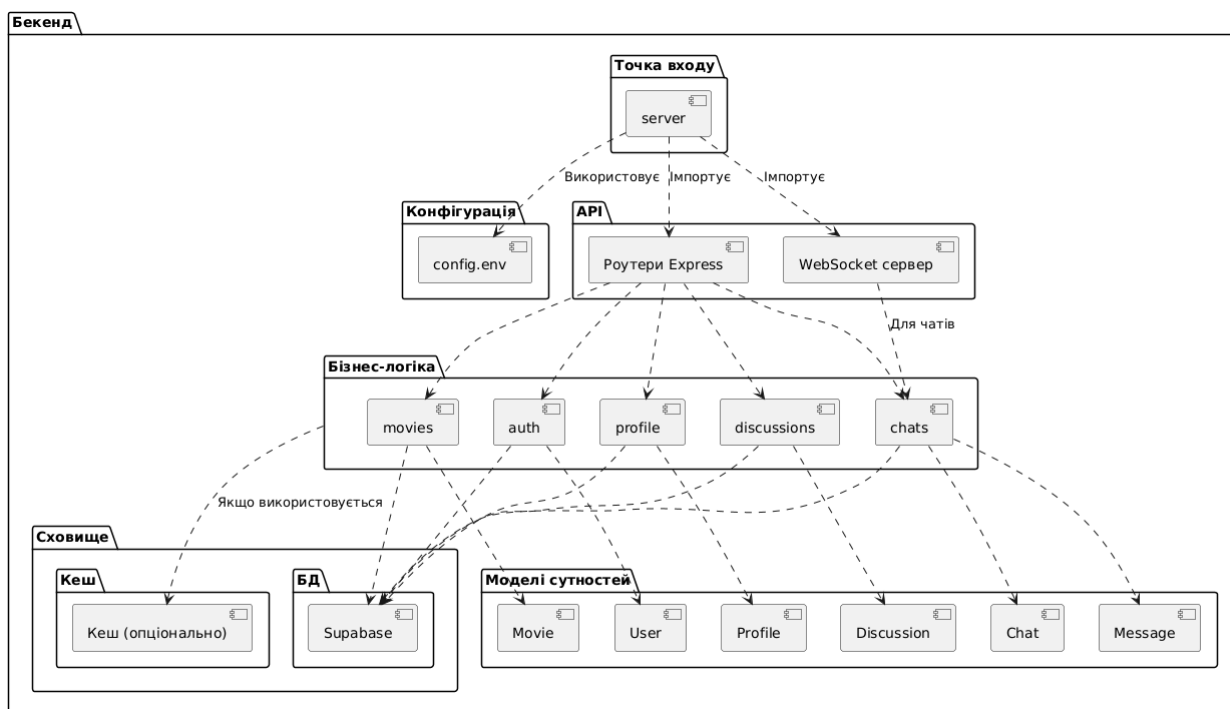 Бекенд
Точка входу
server
Використовує
Імпортує
Імпортує
Конфігурація
API
config.env
Роутери Express
WebSocket сервер
Для чатів
Бізнес-логіка
movies
auth
profile
discussions
chats
Якщо використовується
Сховище
Кеш
БД
Моделі сутностей
Кеш (опціонально)
Supabase
Movie
User
Profile
Discussion
Chat
Message